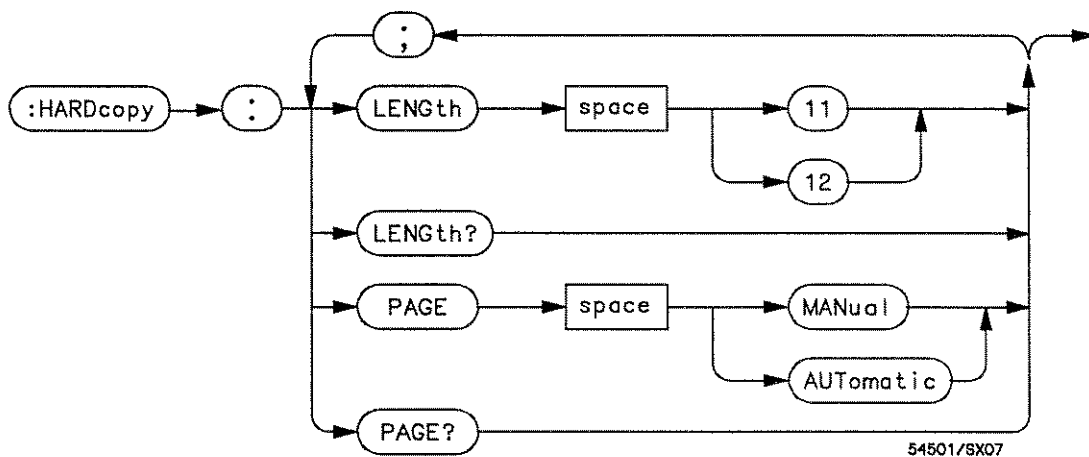 ;
:HARDcopy : LENGth space 11
12
LENGth?
PAGE space MANual
AUTomatic
PAGE?
54501/SX07